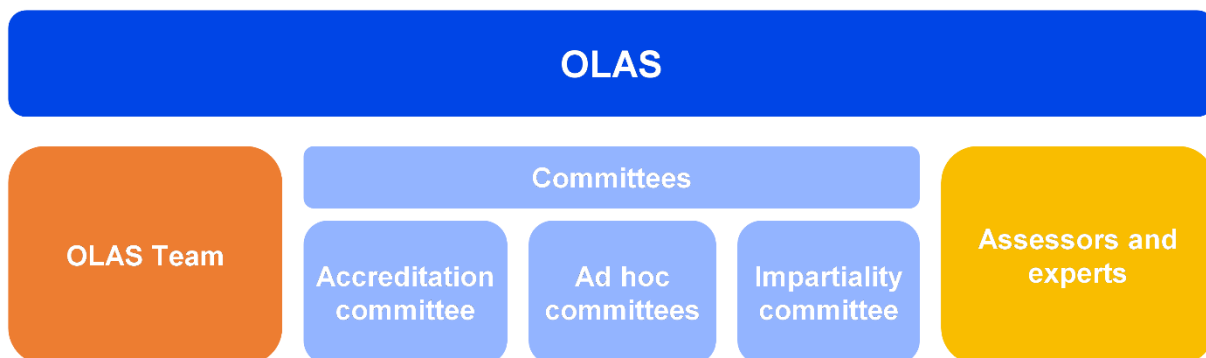 OLAS
OLAS Team
Committees
Accreditation
committee
Ad hoc
committees
Impartiality
committee
Assessors and
experts